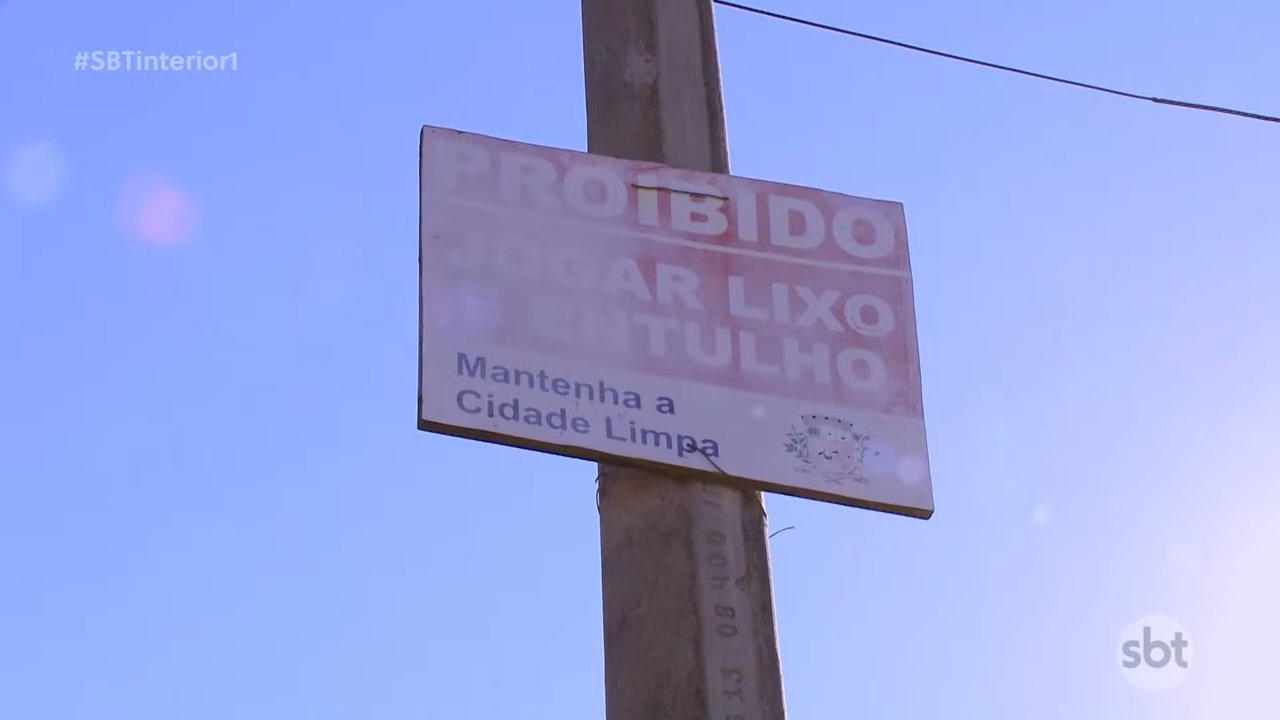 #SBTinterior1
PROIBIDO
JOGAR LIXO
E ENTULHO
Mantenha a
Cidade Limpa
sbt